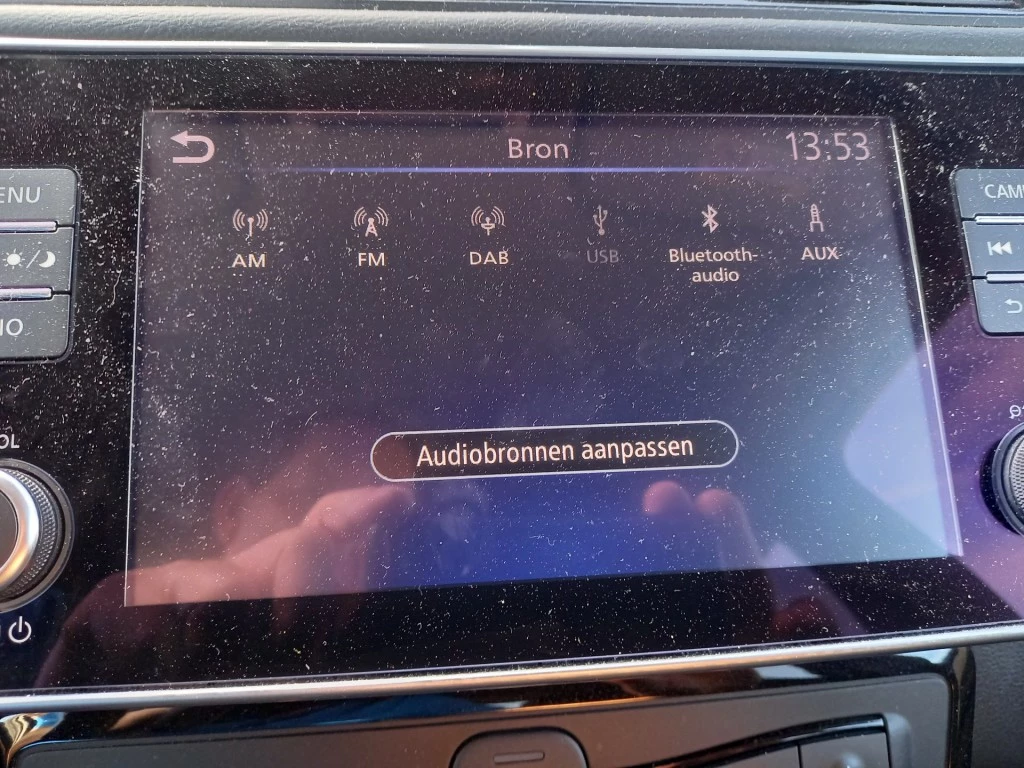 Bron 13:53
AM FM DAB USB Bluetooth-
audio AUX
Audiobronnen aanpassen